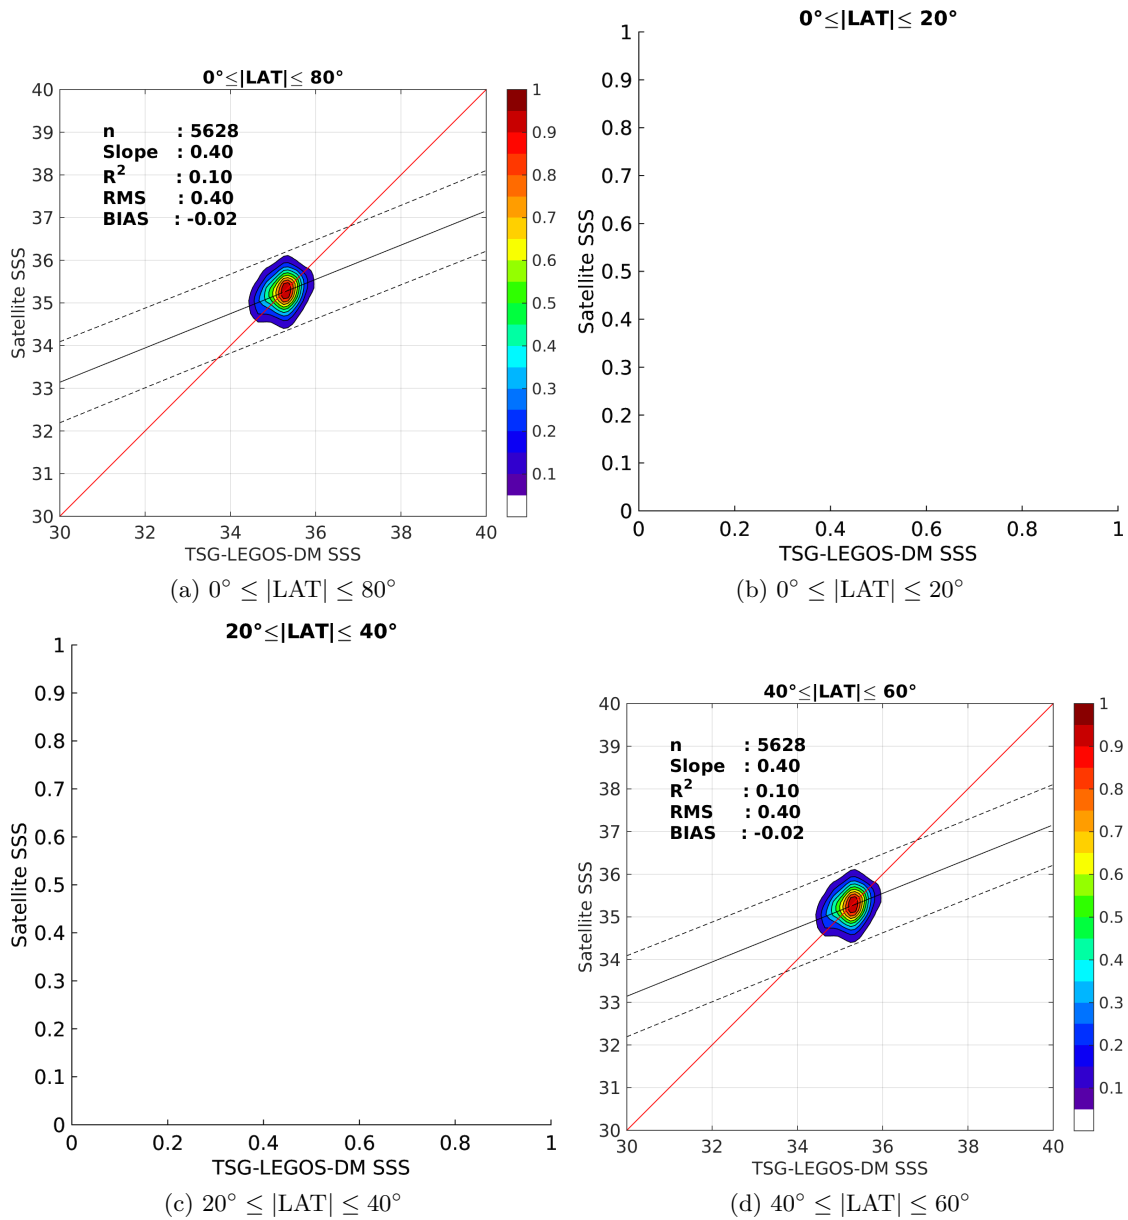 0°≤|LAT|≤ 80°
40
39
38
37
36
35
34
33
32
31
30
30 32 34 36 38 40
n : 5628
Slope : 0.40
R² : 0.10
RMS : 0.40
BIAS : -0.02
Satellite SSS
TSG-LEGOS-DM SSS
1
0.9
0.8
0.7
0.6
0.5
0.4
0.3
0.2
0.1
(a) 0° ≤ |LAT| ≤ 80°
0°≤|LAT|≤ 20°
1
0.9
0.8
0.7
0.6
0.5
0.4
0.3
0.2
0.1
0
0 0.2 0.4 0.6 0.8 1
Satellite SSS
TSG-LEGOS-DM SSS
(b) 0° ≤ |LAT| ≤ 20°
20°≤|LAT|≤ 40°
1
0.9
0.8
0.7
0.6
0.5
0.4
0.3
0.2
0.1
0
0 0.2 0.4 0.6 0.8 1
Satellite SSS
TSG-LEGOS-DM SSS
(c) 20° ≤ |LAT| ≤ 40°
40°≤|LAT|≤ 60°
40
39
38
37
36
35
34
33
32
31
30
30 32 34 36 38 40
n : 5628
Slope : 0.40
R² : 0.10
RMS : 0.40
BIAS : -0.02
Satellite SSS
TSG-LEGOS-DM SSS
1
0.9
0.8
0.7
0.6
0.5
0.4
0.3
0.2
0.1
(d) 40° ≤ |LAT| ≤ 60°